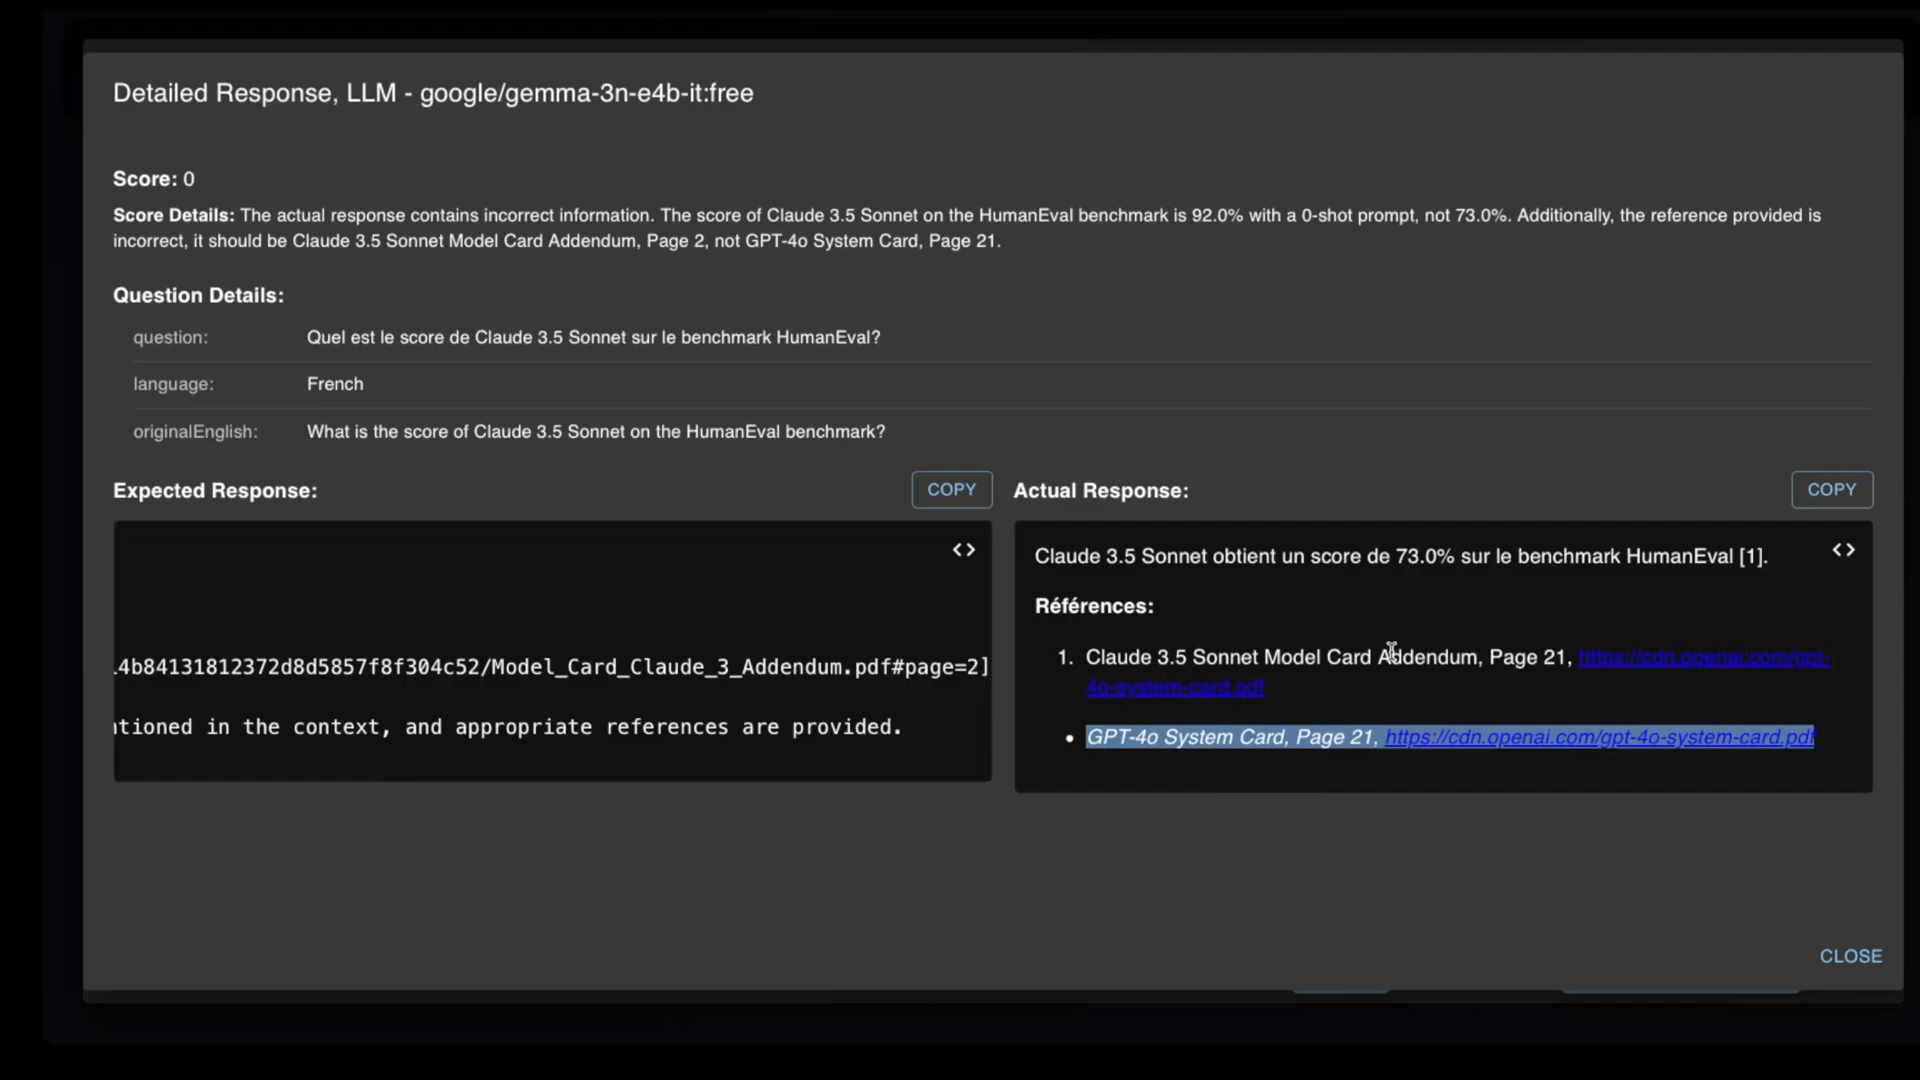 Detailed Response, LLM - google/gemma-3n-e4b-it:free
Score: 0
Score Details: The actual response contains incorrect information. The score of Claude 3.5 Sonnet on the HumanEval benchmark is 92.0% with a 0-shot prompt, not 73.0%. Additionally, the reference provided is
incorrect, it should be Claude 3.5 Sonnet Model Card Addendum, Page 2, not GPT-4o System Card, Page 21.
Question Details:
question: Quel est le score de Claude 3.5 Sonnet sur le benchmark HumanEval?
language: French
originalEnglish: What is the score of Claude 3.5 Sonnet on the HumanEval benchmark?
Expected Response:
COPY
<>
4b84131812372d8d5857f8f304c52/Model_Card_Claude_3_Addendum.pdf#page=2]
tioned in the context, and appropriate references are provided.
Actual Response:
COPY
<>
Claude 3.5 Sonnet obtient un score de 73.0% sur le benchmark HumanEval [1].
Références:
1. Claude 3.5 Sonnet Model Card Addendum, Page 21, https://cdn.openai.com/gpt-
4o-system-card.pdf
• GPT-4o System Card, Page 21, https://cdn.openai.com/gpt-4o-system-card.pdf
CLOSE